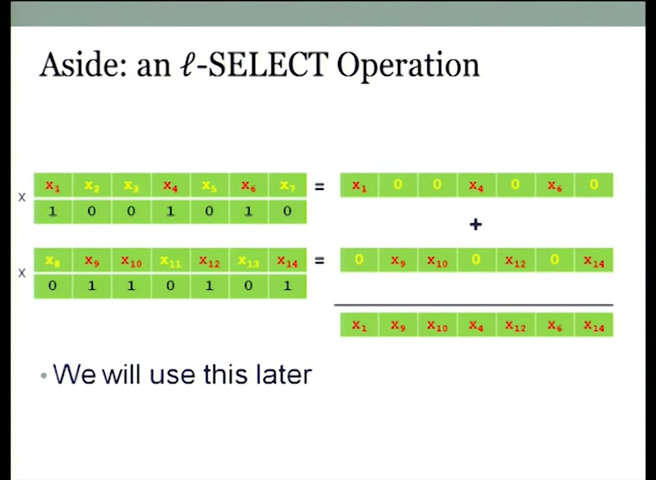 Aside: an ℓ-SELECT Operation
x₁ x₂ x₃ x₄ x₅ x₆ x₇ = x₁ 0 0 x₄ 0 x₆ 0
x
1 0 0 1 0 1 0
+
x₈ x₉ x₁₀ x₁₁ x₁₂ x₁₃ x₁₄ = 0 x₉ x₁₀ 0 x₁₂ 0 x₁₄
x
0 1 1 0 1 0 1
x₁ x₉ x₁₀ x₄ x₁₂ x₆ x₁₄
• We will use this later